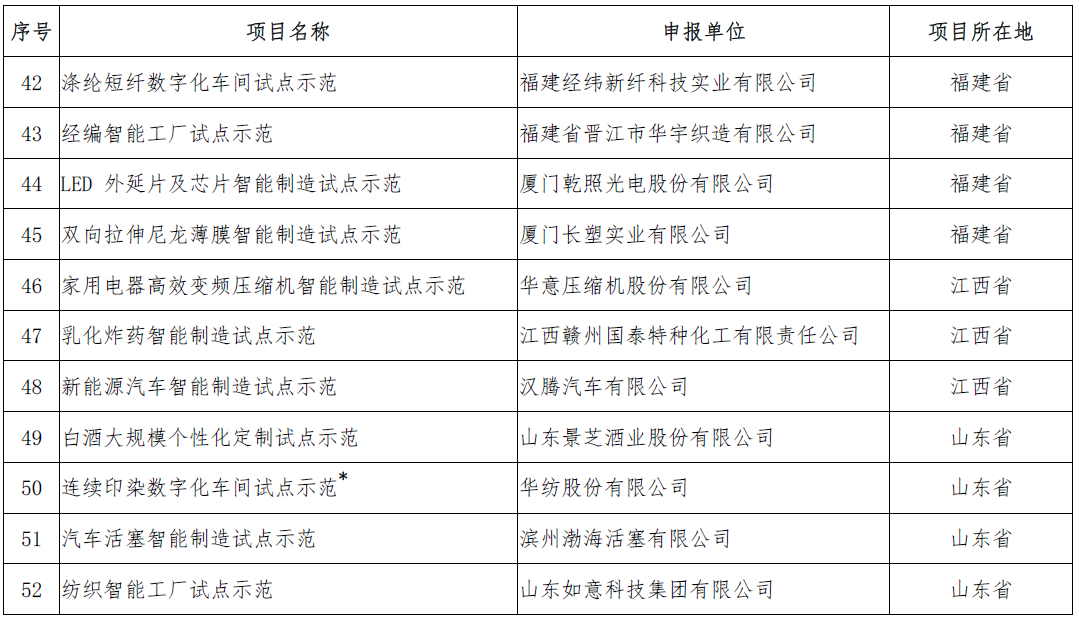 序号 项目名称 申报单位 项目所在地
42 涤纶短纤数字化车间试点示范 福建经纬新纤科技实业有限公司 福建省
43 经编智能工厂试点示范 福建省晋江市华宇织造有限公司 福建省
44 LED 外延片及芯片智能制造试点示范 厦门乾照光电股份有限公司 福建省
45 双向拉伸尼龙薄膜智能制造试点示范 厦门长塑实业有限公司 福建省
46 家用电器高效变频压缩机智能制造试点示范 华意压缩机股份有限公司 江西省
47 乳化炸药智能制造试点示范 江西赣州国泰特种化工有限责任公司 江西省
48 新能源汽车智能制造试点示范 汉腾汽车有限公司 江西省
49 白酒大规模个性化定制试点示范 山东景芝酒业股份有限公司 山东省
50 连续印染数字化车间试点示范* 华纺股份有限公司 山东省
51 汽车活塞智能制造试点示范 滨州渤海活塞有限公司 山东省
52 纺织智能工厂试点示范 山东如意科技集团有限公司 山东省